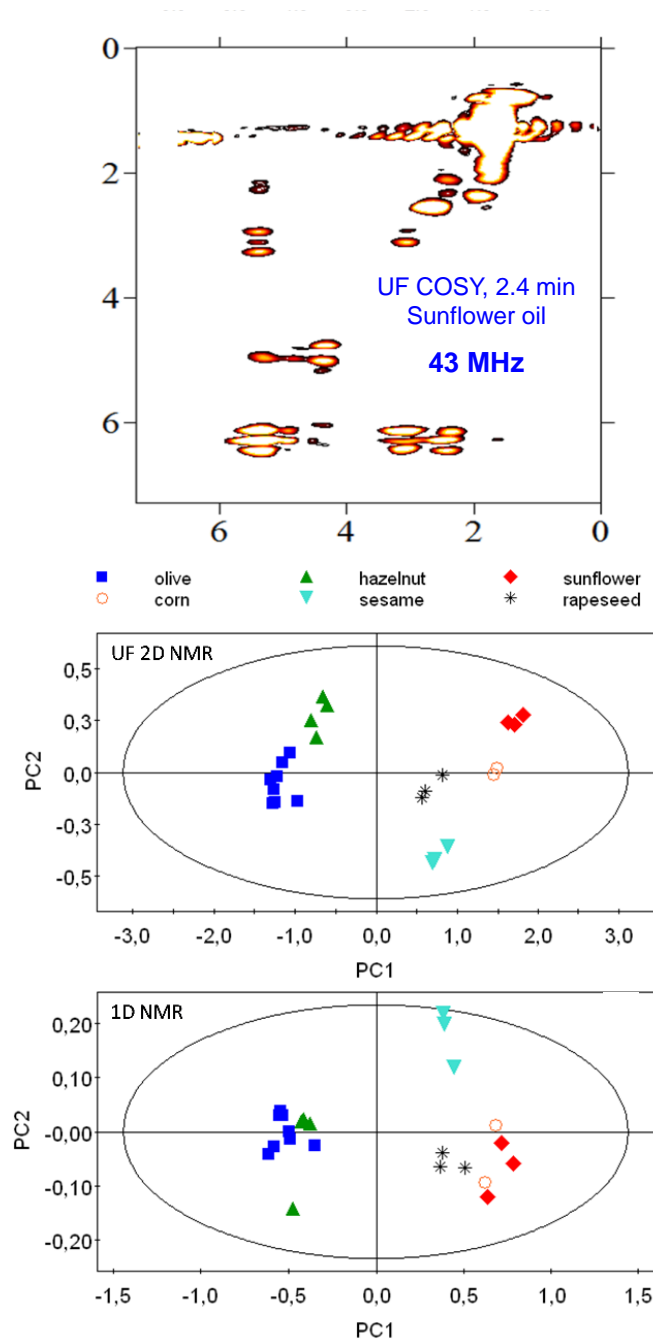 0
2
4
6
UF COSY, 2.4 min
Sunflower oil
43 MHz
6 4 2 0
olive hazelnut sunflower
corn sesame rapeseed
UF 2D NMR
PC2
0,5
0,3
0,0
-0,3
-0,5
-3,0 -2,0 -1,0 0,0 1,0 2,0 3,0
PC1
1D NMR
PC2
0,20
0,10
-0,00
-0,10
-0,20
-1,5 -1,0 -0,5 0,0 0,5 1,0 1,5
PC1